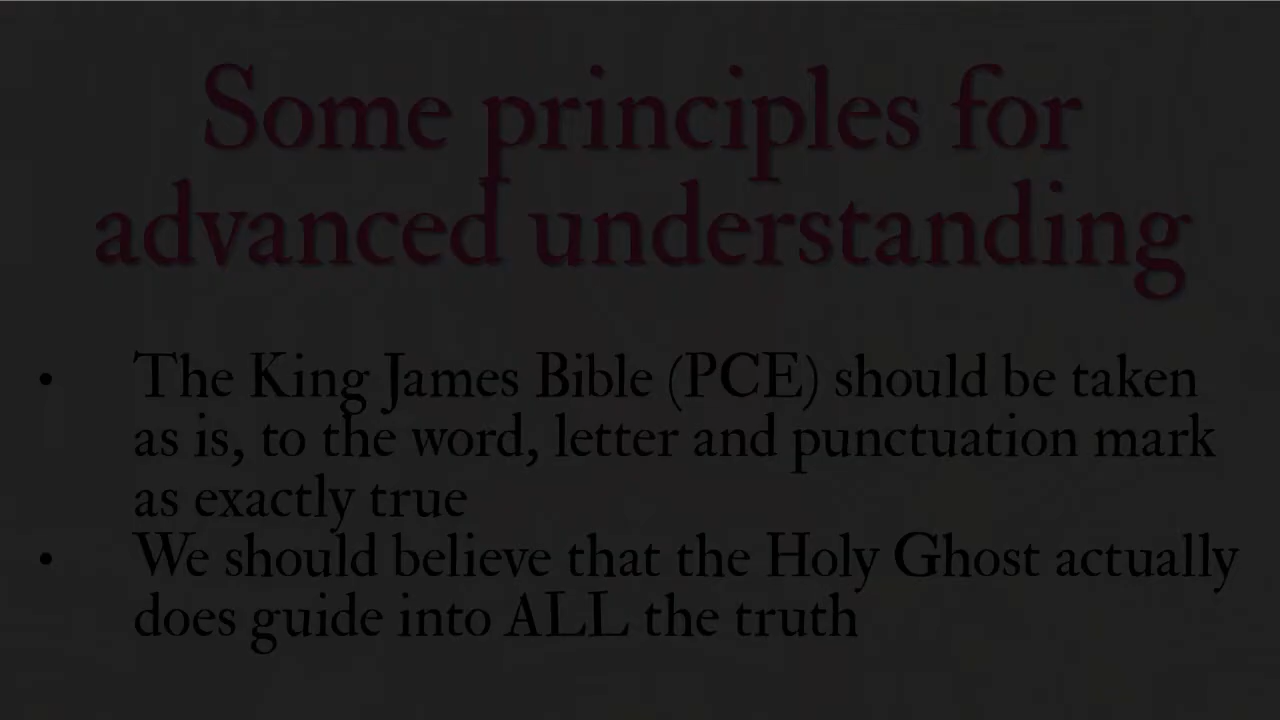 Some principles for
advanced understanding
• The King James Bible (PCE) should be taken
as is, to the word, letter and punctuation mark
as exactly true
• We should believe that the Holy Ghost actually
does guide into ALL the truth